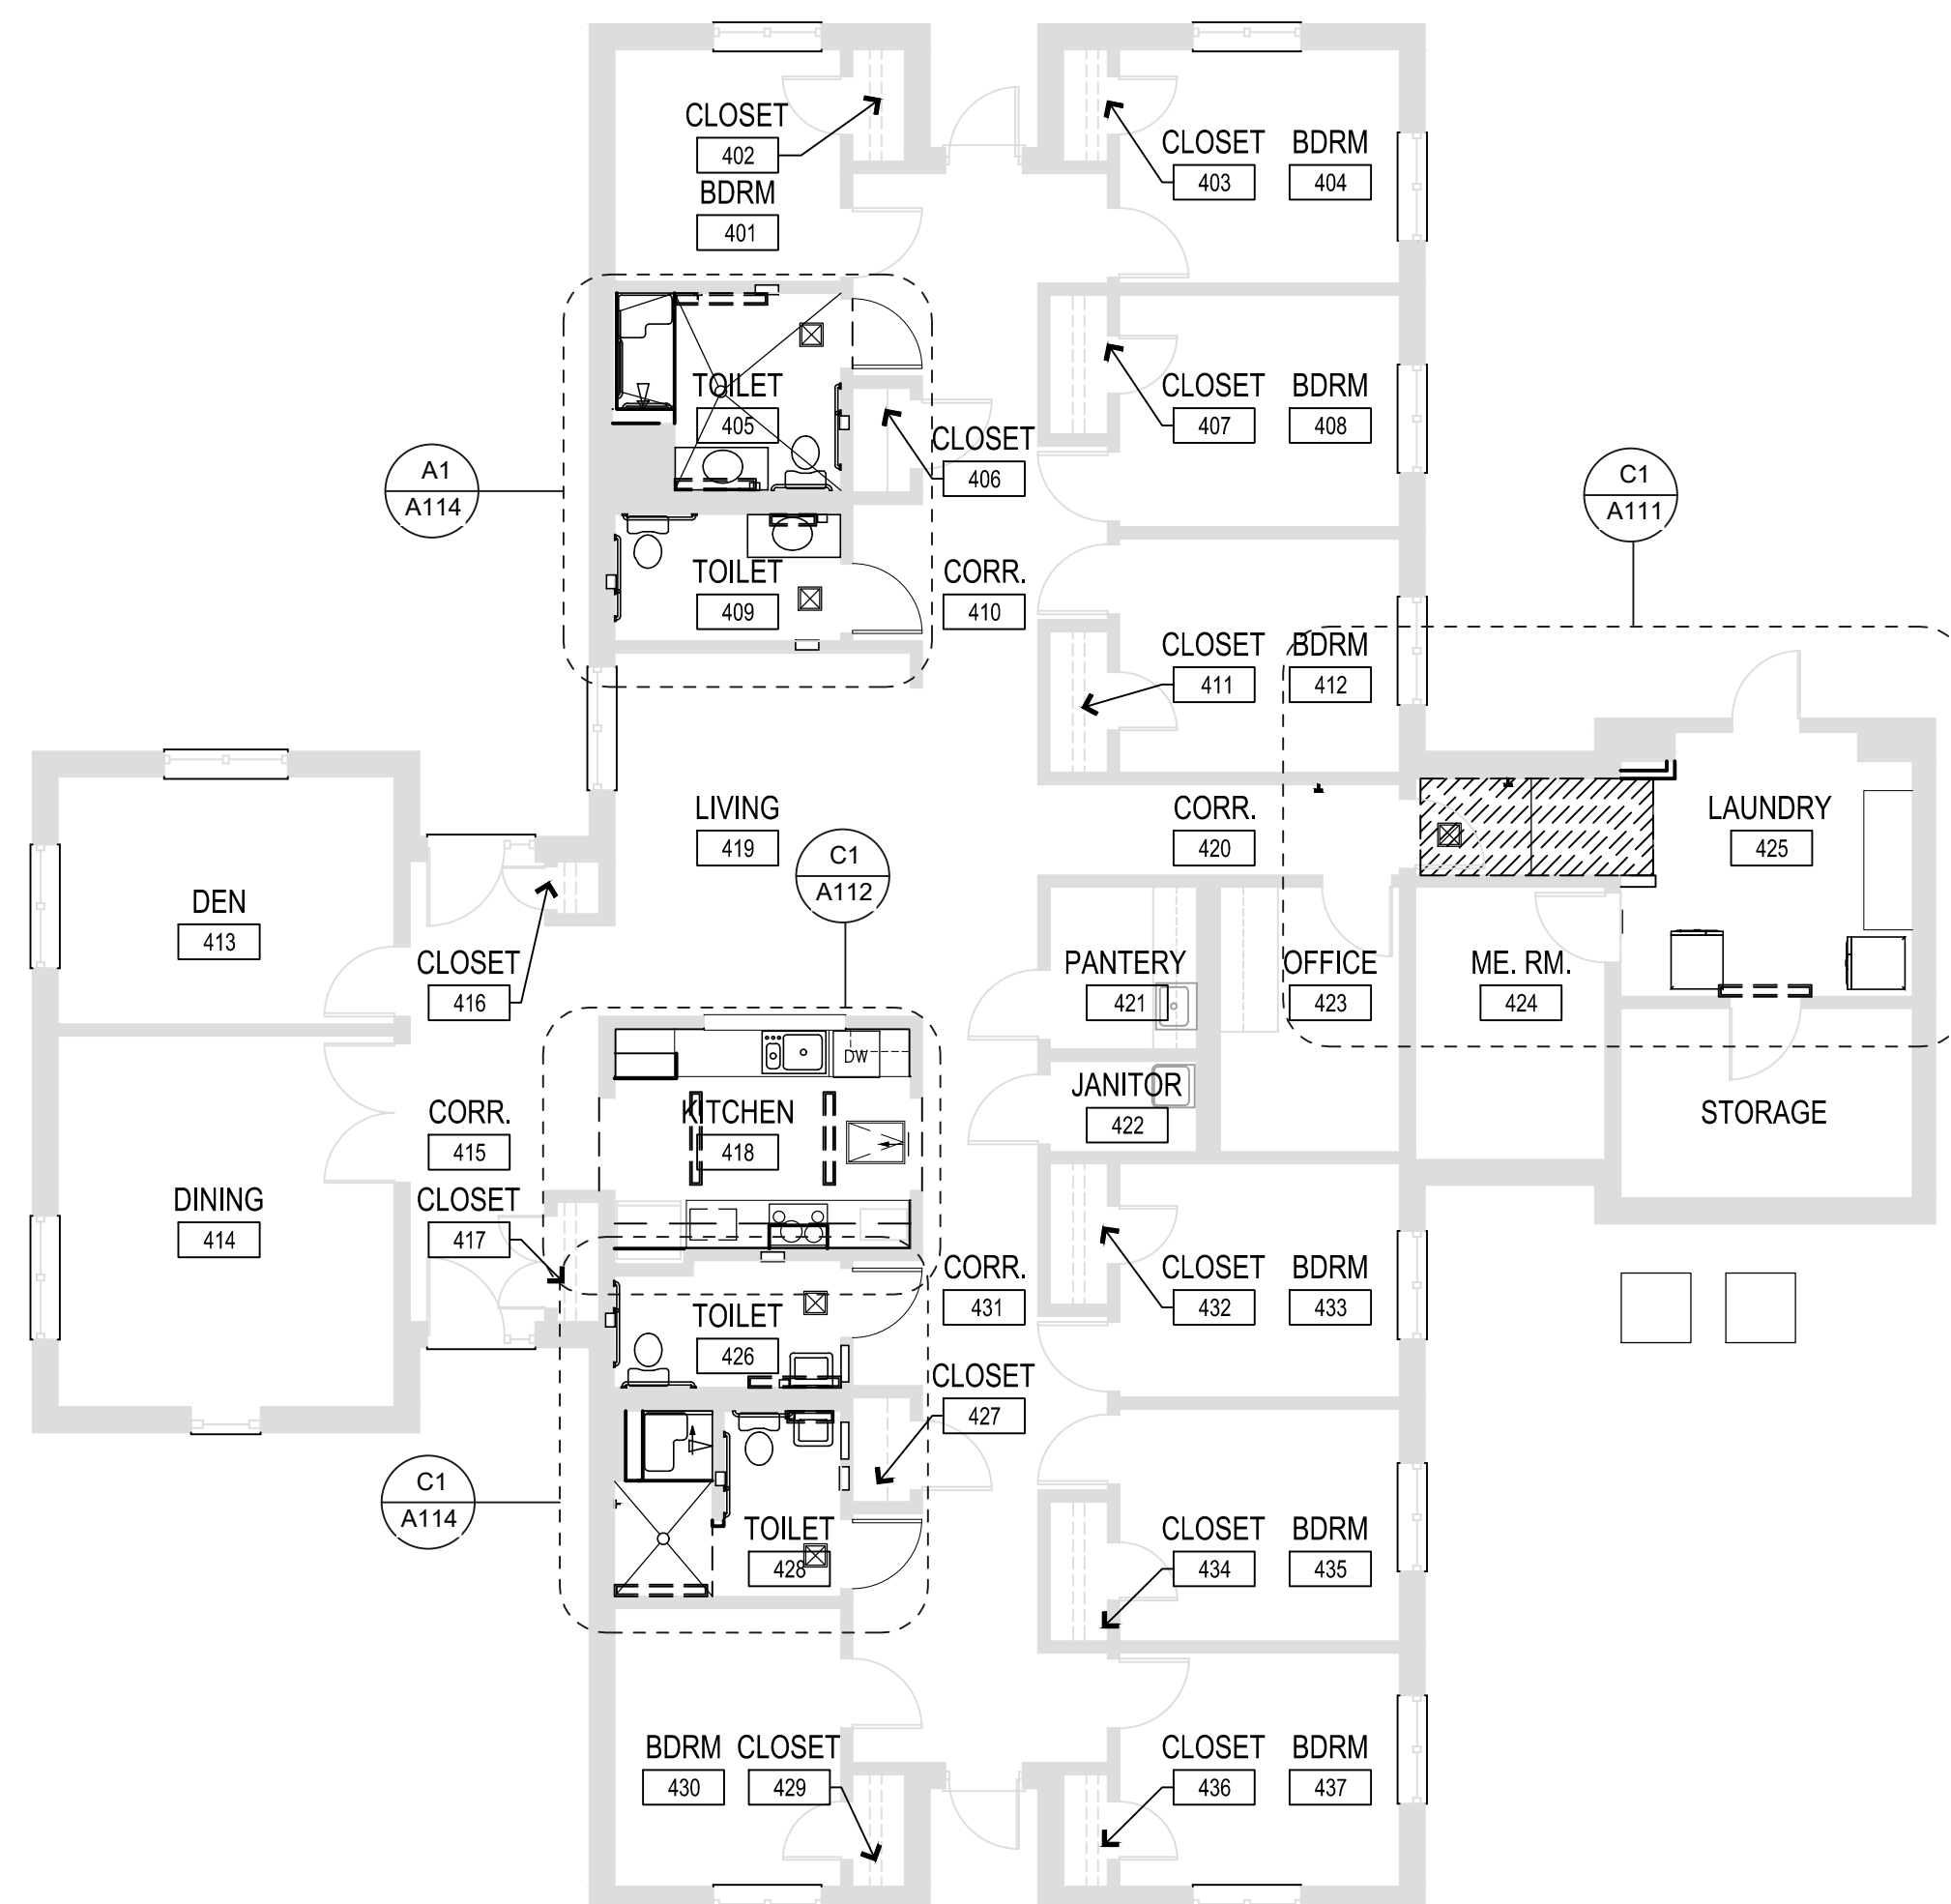 CLOSET
402
BDRM
401
CLOSET
403
BDRM
404
TOILET
405
CLOSET
406
CLOSET
407
BDRM
408
A1
A114
C1
A111
TOILET
409
CORR.
410
CLOSET
411
BDRM
412
LIVING
419
CORR.
420
LAUNDRY
425
C1
A112
DEN
413
CLOSET
416
PANTERY
421
OFFICE
423
ME. RM.
424
DW
KITCHEN
418
JANITOR
422
STORAGE
CORR.
415
DINING
414
CLOSET
417
CORR.
431
CLOSET
432
BDRM
433
TOILET
426
CLOSET
427
C1
A114
TOILET
428
CLOSET
434
BDRM
435
BDRM
430
CLOSET
429
CLOSET
436
BDRM
437